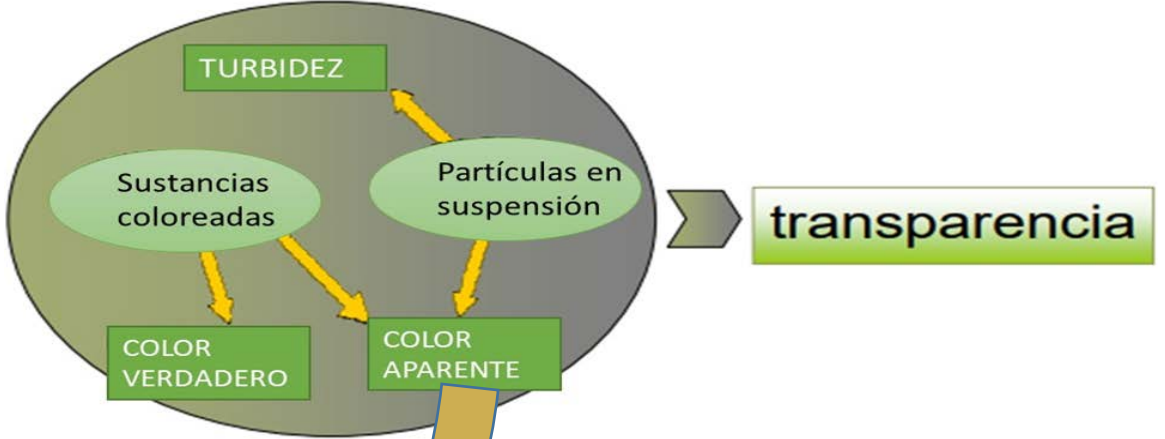 TURBIDEZ
Sustancias
coloreadas
Partículas en
suspensión
transparencia
COLOR
VERDADERO
COLOR
APARENTE